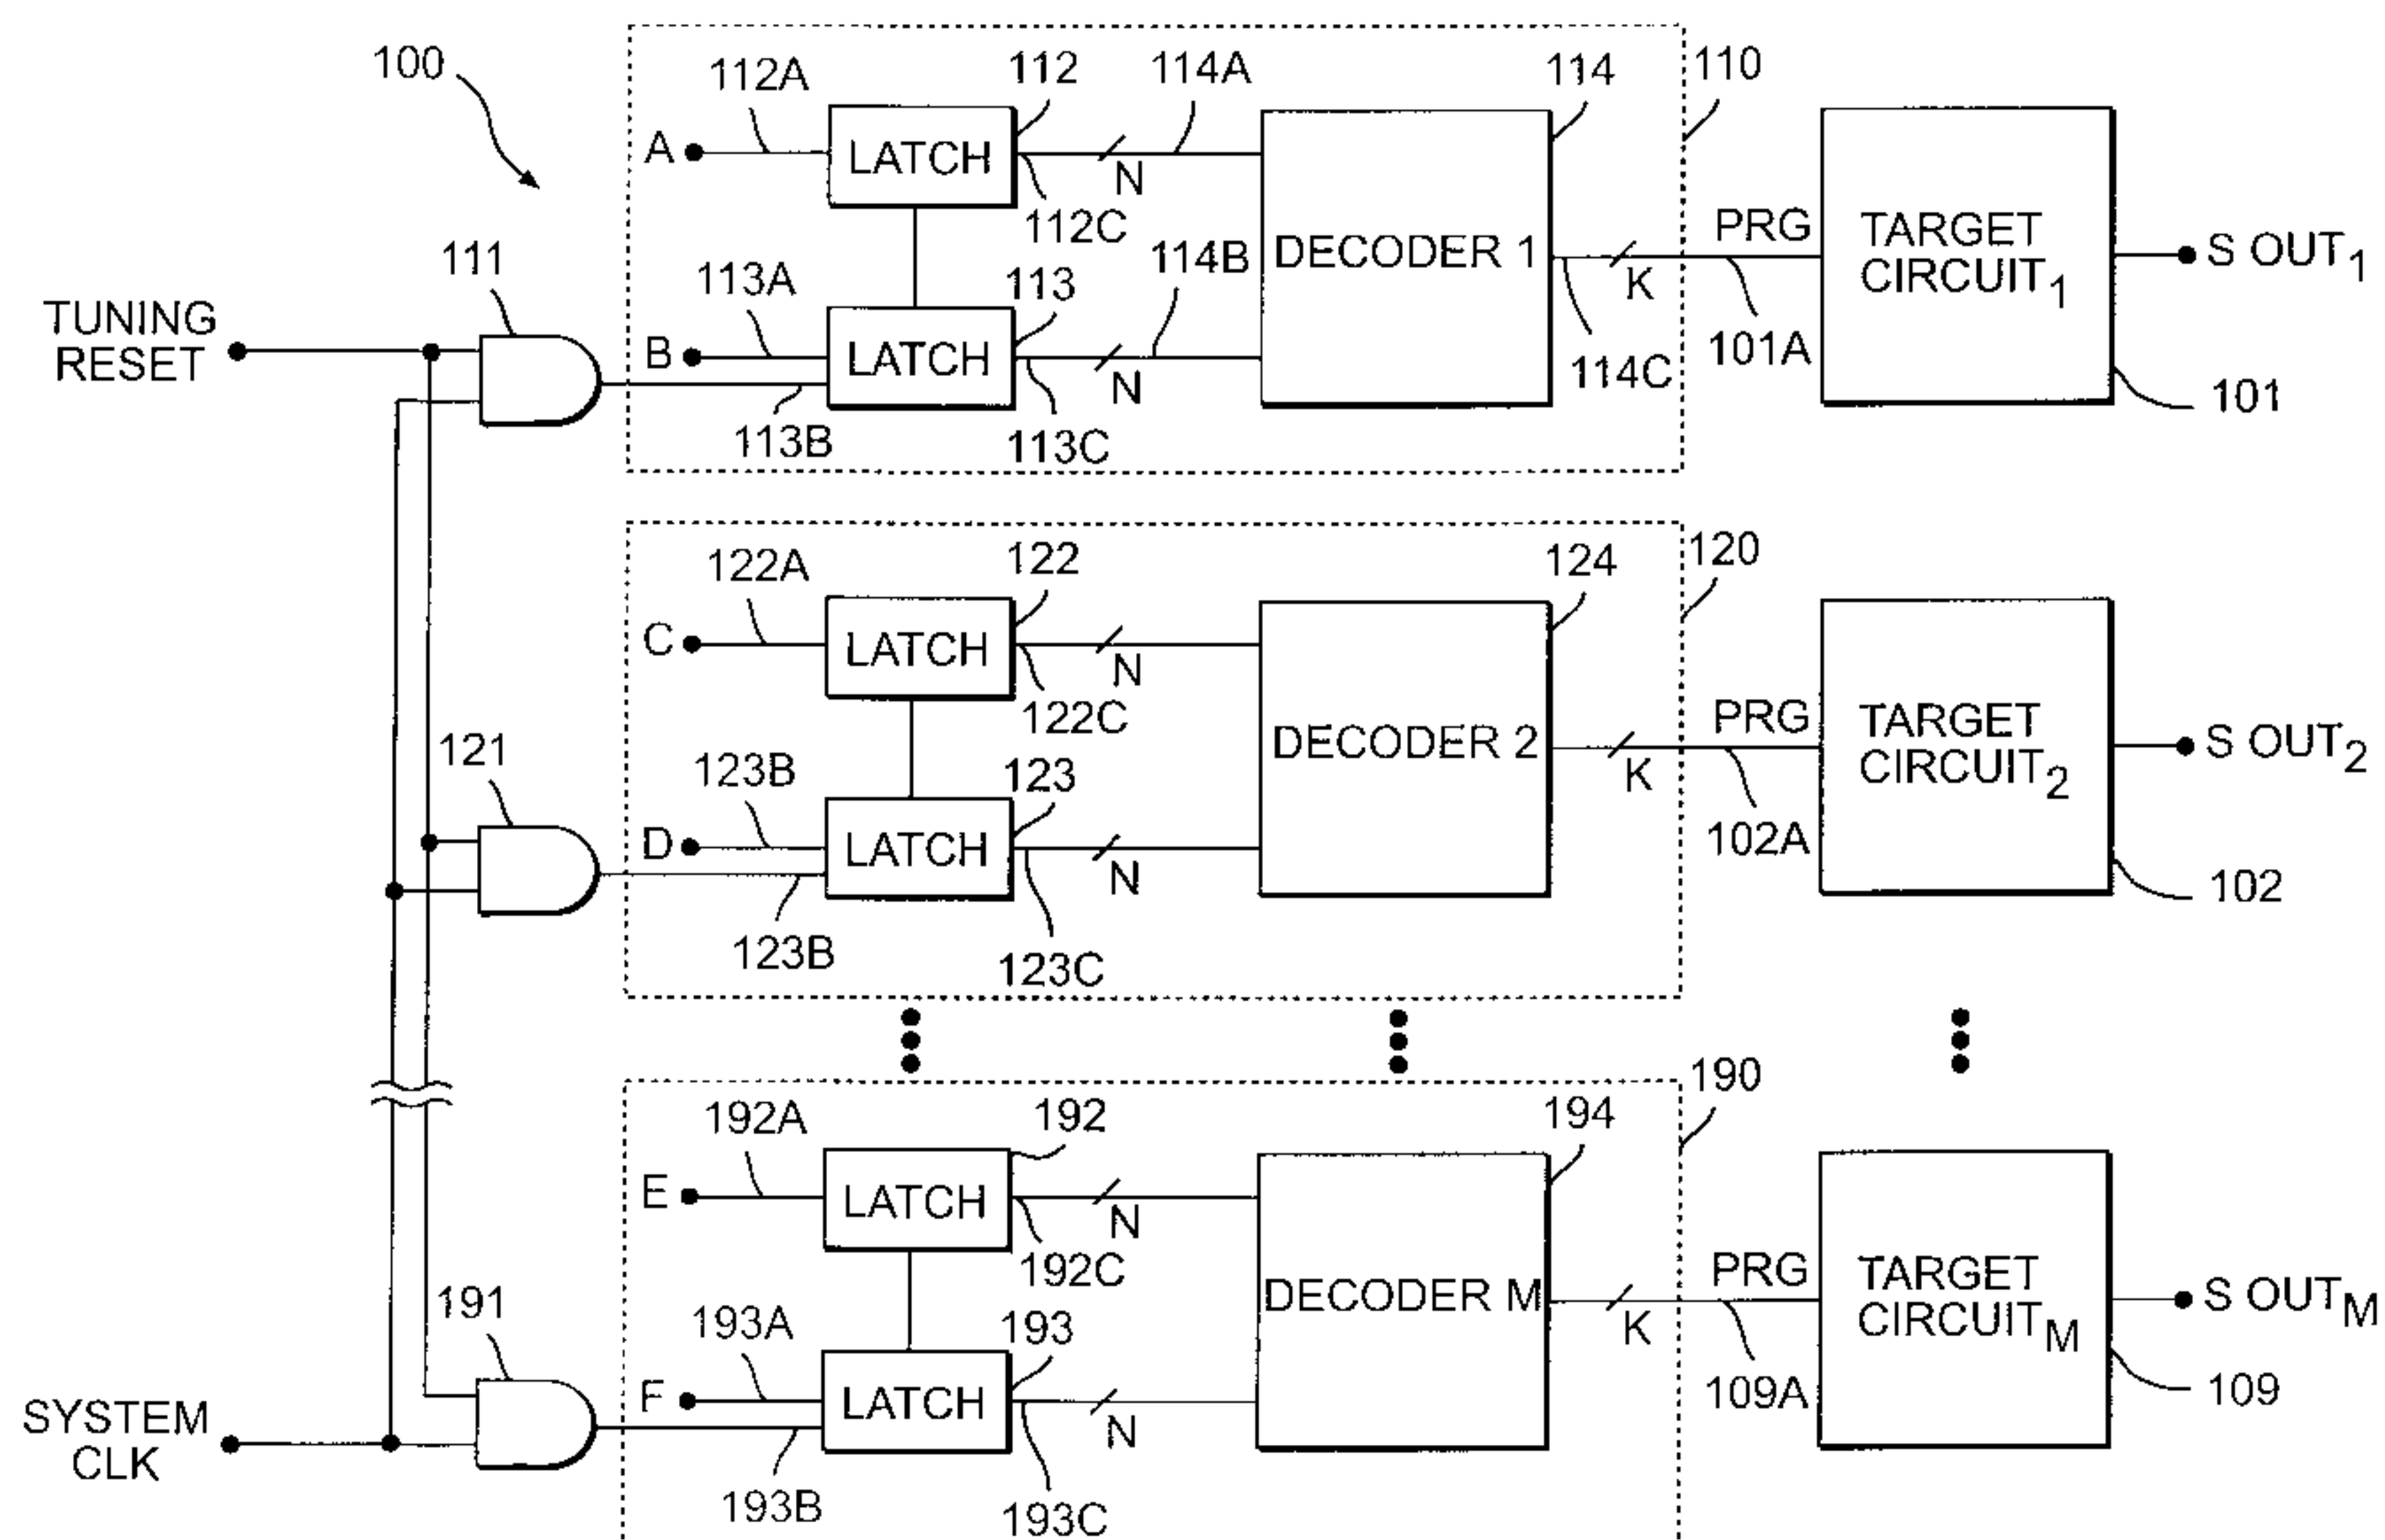 100
112A
112
114A
114
110
A
LATCH
N
112C
DECODER 1
PRG
TARGET
CIRCUIT1
S OUT1
K
101A
114C
101
111
113A
113
114B
TUNING
RESET
B
LATCH
N
113B
113C
122A
122
124
120
C
LATCH
N
122C
DECODER 2
PRG
TARGET
CIRCUIT2
S OUT2
K
102A
102
121
123B
123
D
LATCH
N
123B
123C
192A
192
194
190
E
LATCH
N
192C
DECODER M
PRG
TARGET
CIRCUITM
S OUTM
K
109A
109
191
193A
193
F
LATCH
N
SYSTEM
CLK
193B
193C